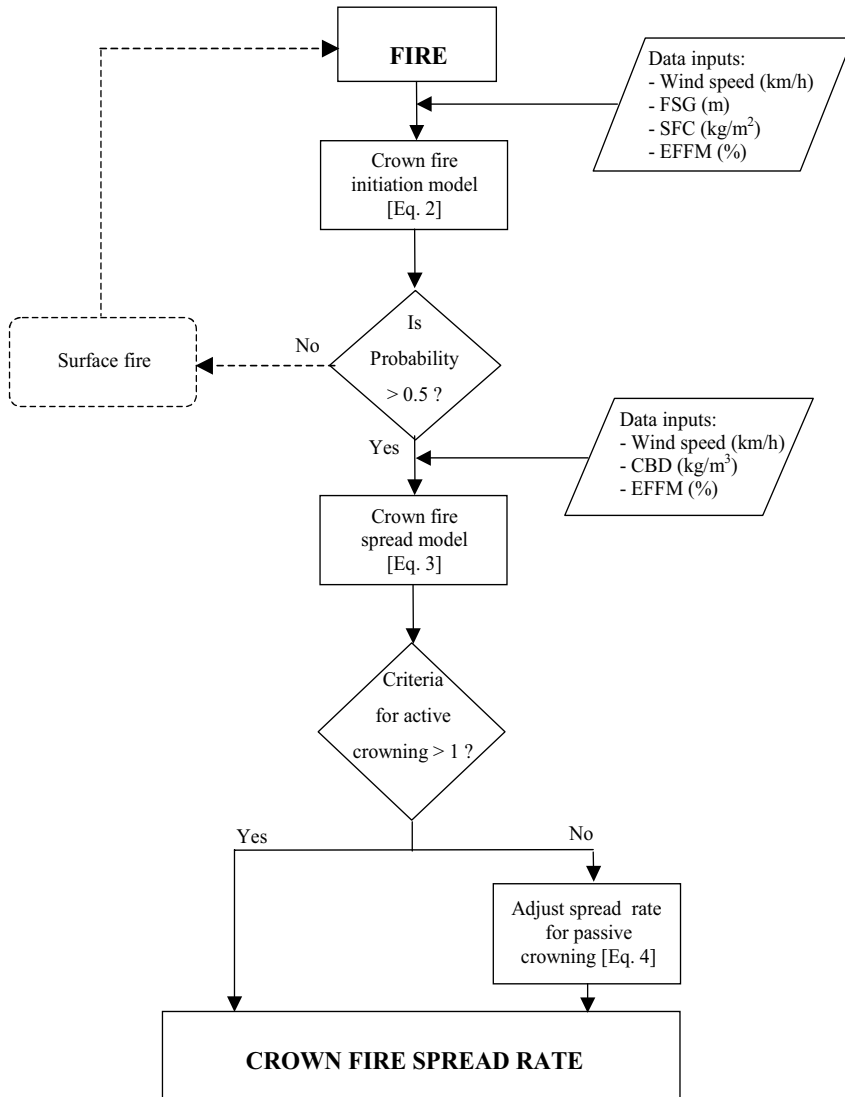 FIRE
Data inputs:
- Wind speed (km/h)
- FSG (m)
- SFC (kg/m²)
- EFFM (%)
Crown fire
initiation model
[Eq. 2]
Is
Probability
> 0.5 ?
No
Surface fire
Yes
Data inputs:
- Wind speed (km/h)
- CBD (kg/m³)
- EFFM (%)
Crown fire
spread model
[Eq. 3]
Criteria
for active
crowning > 1 ?
Yes
No
Adjust spread rate
for passive
crowning [Eq. 4]
CROWN FIRE SPREAD RATE